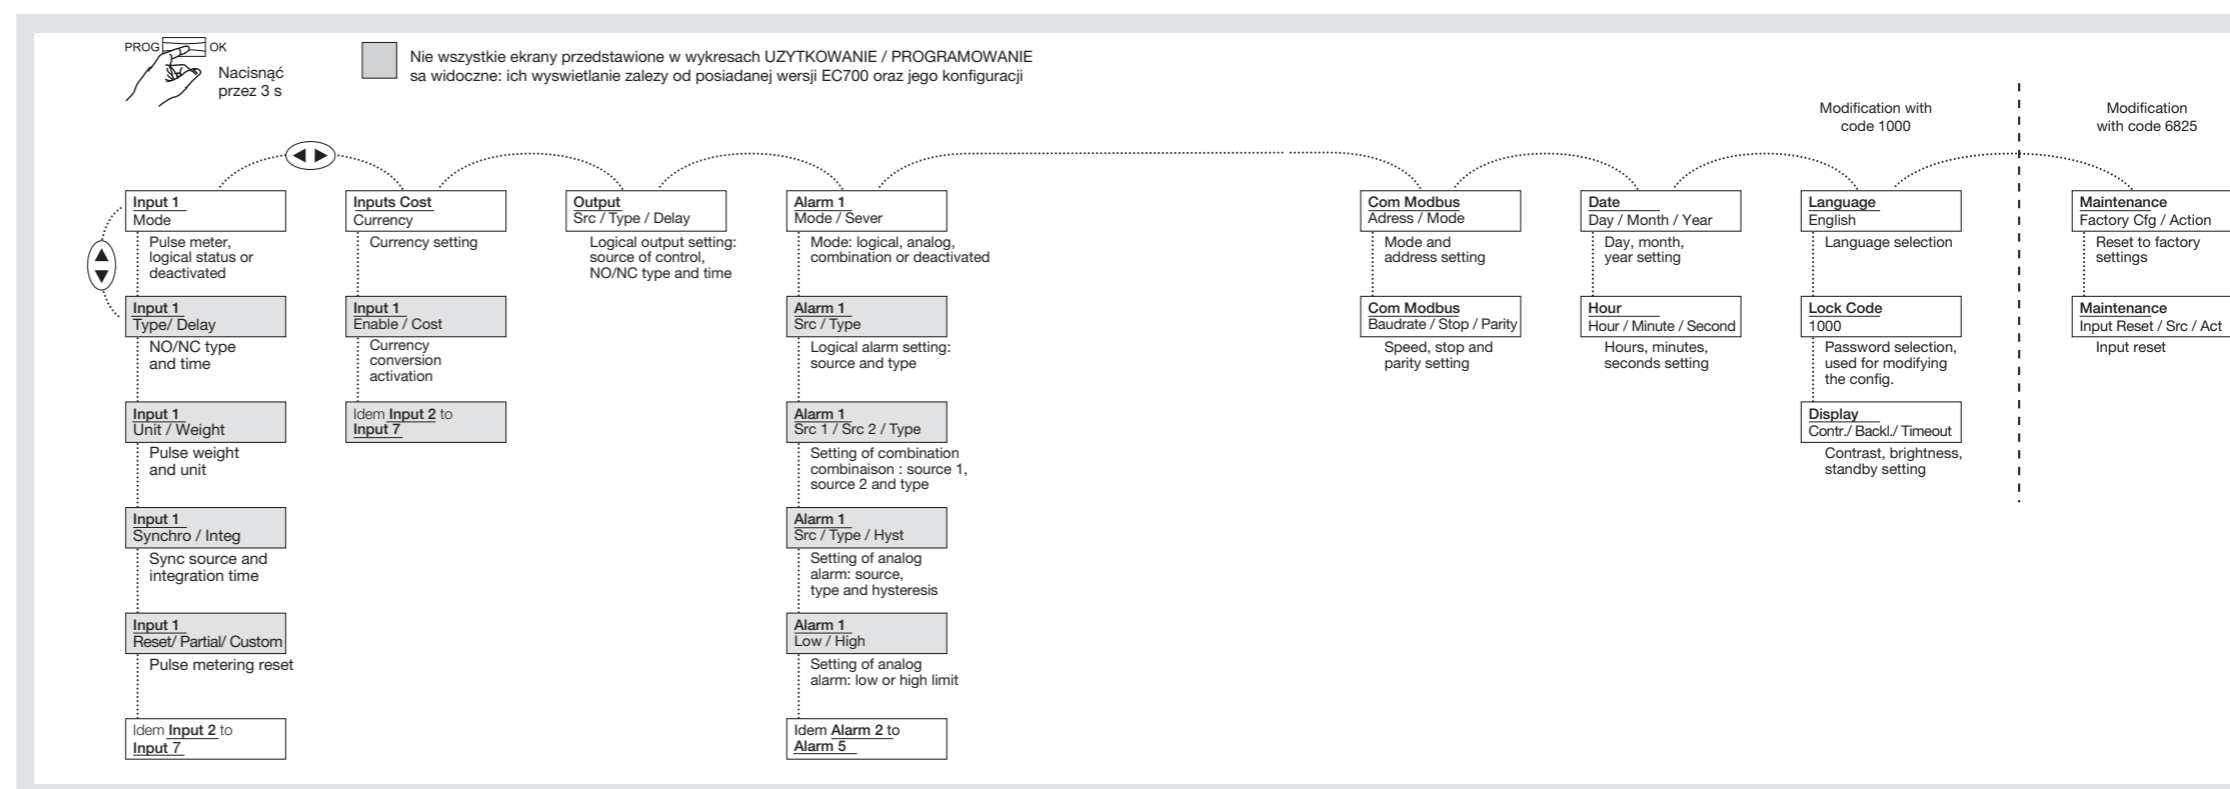 PROG OK
Nacisnąć
przez 3 s
Nie wszystkie ekrany przedstawione w wykresach UZYTKOWANIE / PROGRAMOWANIE
sa widoczne: ich wyswietlanie zalezy od posiadanej wersji EC700 oraz jego konfiguracji
Modification with
code 1000
Modification
with code 6825
Input 1
Mode
Pulse meter,
logical status or
deactivated
Input 1
Type/ Delay
NO/NC type
and time
Input 1
Unit / Weight
Pulse weight
and unit
Input 1
Synchro / Integ
Sync source and
integration time
Input 1
Reset/ Partial/ Custom
Pulse metering reset
Idem Input 2 to
Input 7
Inputs Cost
Currency
Currency setting
Input 1
Enable / Cost
Currency
conversion
activation
Idem Input 2 to
Input 7
Output
Src / Type / Delay
Logical output setting:
source of control,
NO/NC type and time
Alarm 1
Mode / Sever
Mode: logical, analog,
combination or deactivated
Alarm 1
Src / Type
Logical alarm setting:
source and type
Alarm 1
Src 1 / Src 2 / Type
Setting of combination
combinaison : source 1,
source 2 and type
Alarm 1
Src / Type / Hyst
Setting of analog
alarm: source,
type and hysteresis
Alarm 1
Low / High
Setting of analog
alarm: low or high limit
Idem Alarm 2 to
Alarm 5
Com Modbus
Adress / Mode
Mode and
address setting
Com Modbus
Baudrate / Stop / Parity
Speed, stop and
parity setting
Date
Day / Month / Year
Day, month,
year setting
Hour
Hour / Minute / Second
Hours, minutes,
seconds setting
Language
English
Language selection
Lock Code
1000
Password selection,
used for modifying
the config.
Display
Contr./ Backl./ Timeout
Contrast, brightness,
standby setting
Maintenance
Factory Cfg / Action
Reset to factory
settings
Maintenance
Input Reset / Src / Act
Input reset